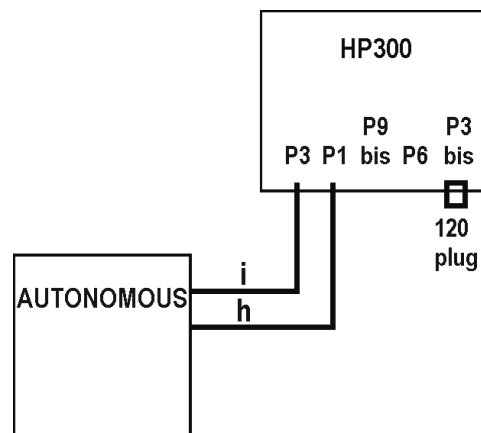 HP300
P9 P3
P3 P1 bis P6 bis
120
plug
i
AUTONOMOUS
h